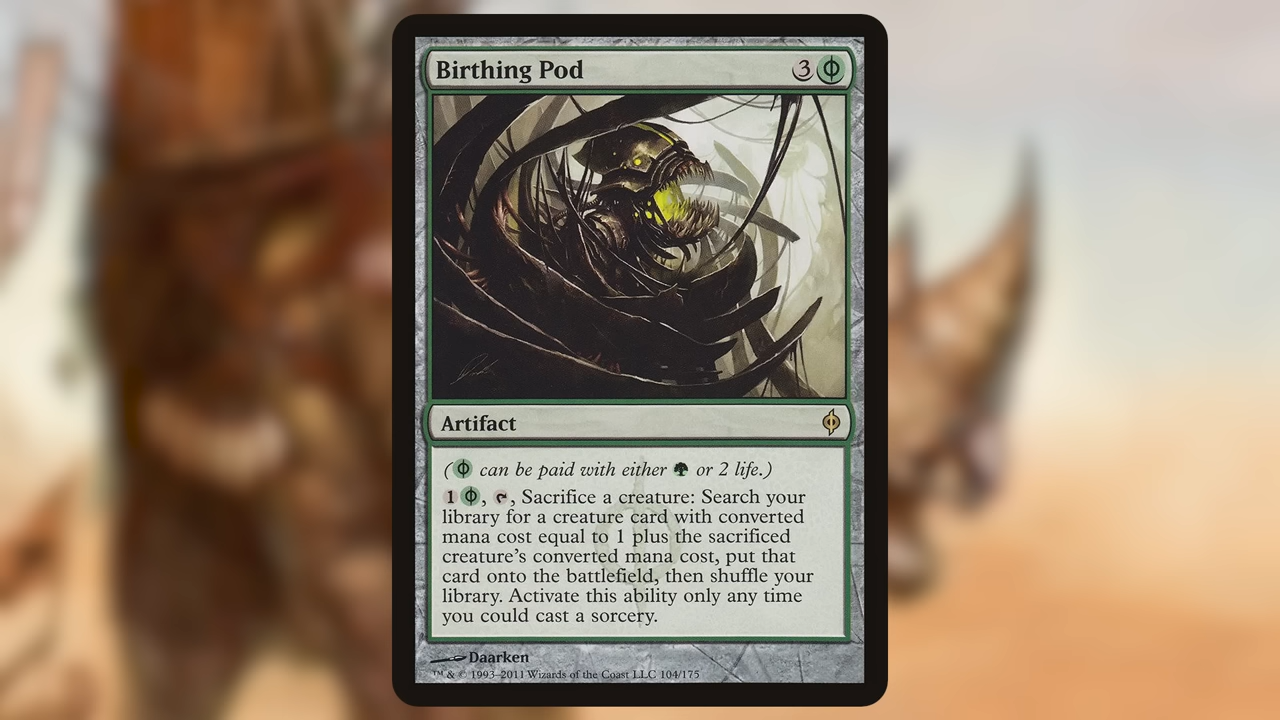 Birthing Pod 3
Artifact
( can be paid with either or 2 life.)
1 , , Sacrifice a creature: Search your
library for a creature card with converted
mana cost equal to 1 plus the sacrificed
creature's converted mana cost, put that
card onto the battlefield, then shuffle your
library. Activate this ability only any time
you could cast a sorcery.
Daarken
™ & © 1993–2011 Wizards of the Coast LLC 104/175